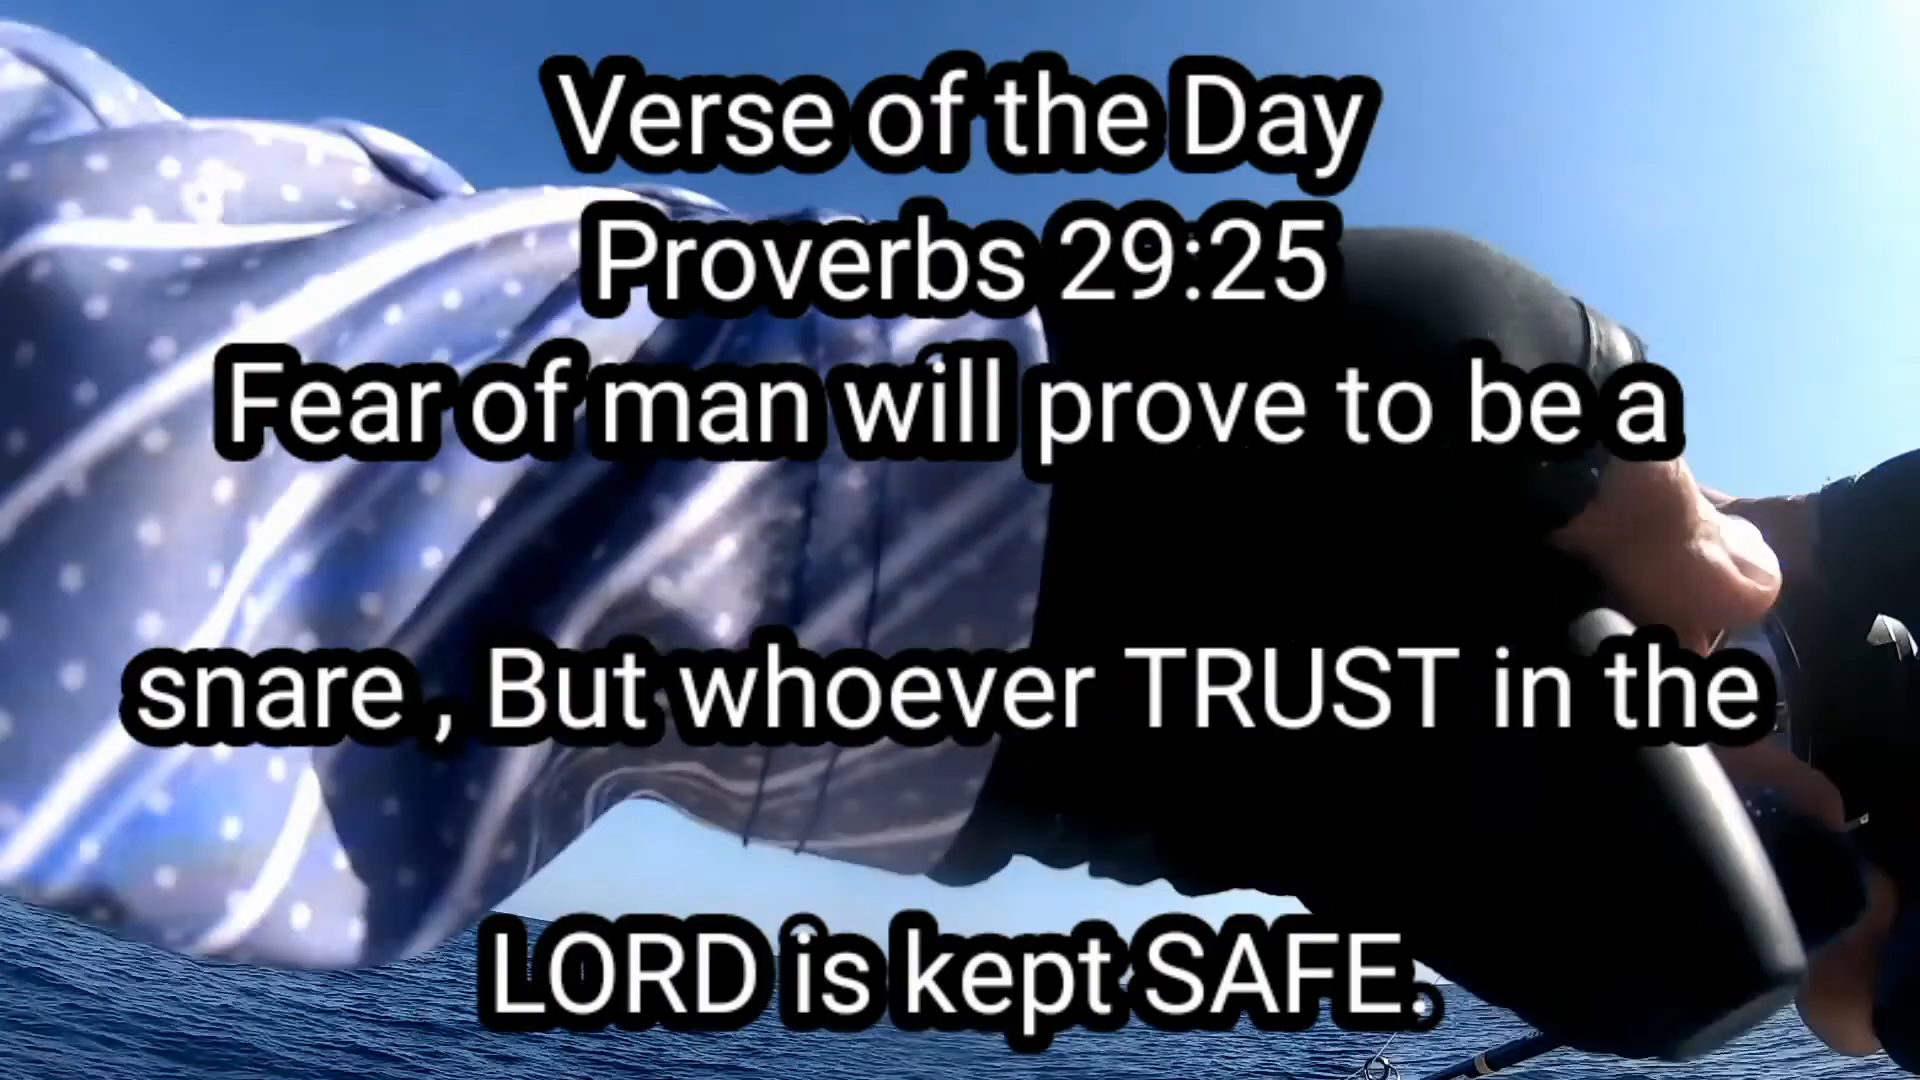 Verse of the Day
Proverbs 29:25
Fear of man will prove to be a
snare , But whoever TRUST in the
LORD is kept SAFE.